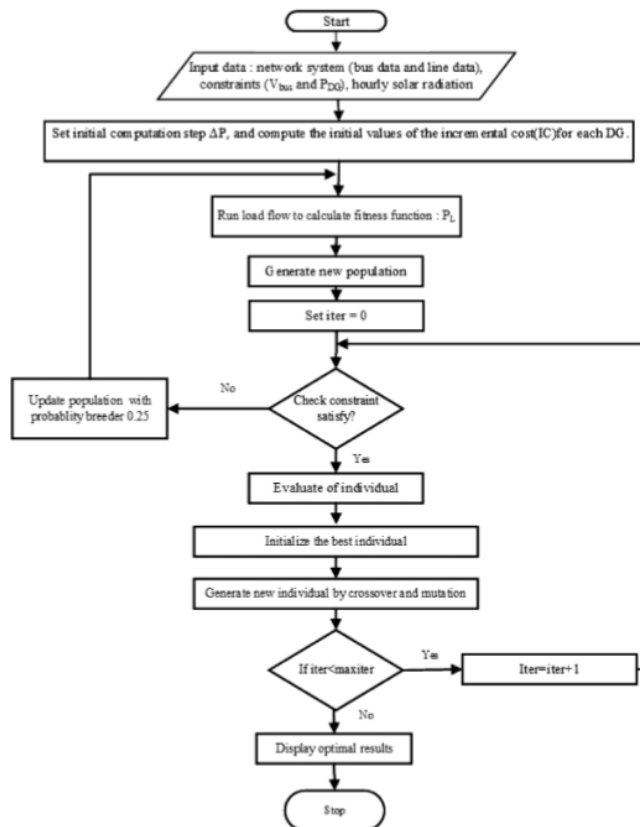 Start
Input data : network system (bus data and line data),
constraints (Vbus and PDG), hourly solar radiation
Set initial computation step ΔP, and compute the initial values of the incremental cost(IC)for each DG.
Run load flow to calculate fitness function : PL
Generate new population
Set iter = 0
No
Check constraint
satisfy?
Update population with
probablity breeder 0.25
Yes
Evaluate of individual
Initialize the best individual
Generate new individual by crossover and mutation
If iter<maxiter
Yes
Iter=iter+1
No
Display optimal results
Stop